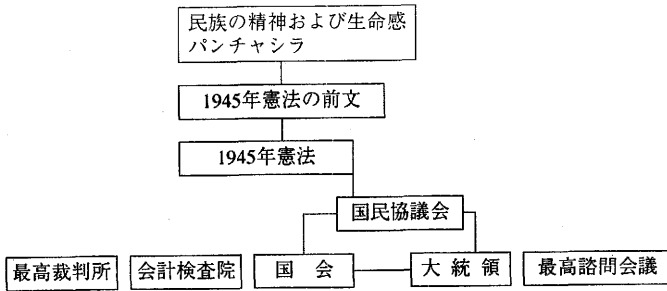 民族の精神および生命感
パンチャシラ
1945年憲法の前文
1945年憲法
国民協議会
最高裁判所 会計検査院 国会 大統領 最高諮問会議